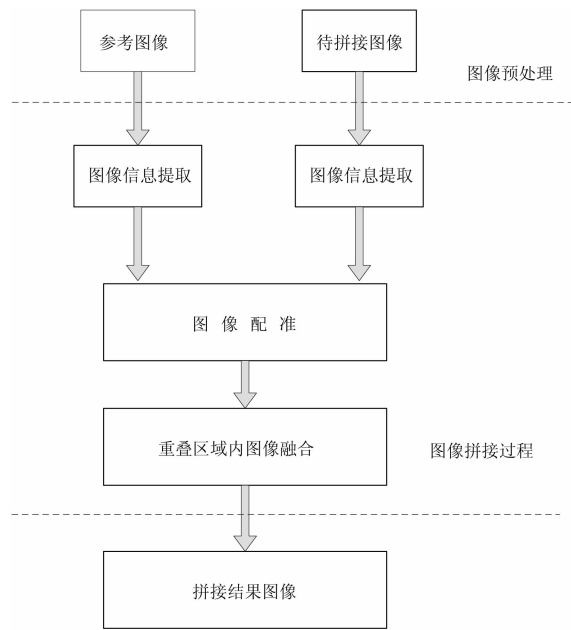 参考图像
待拼接图像
图像预处理
图像信息提取
图像信息提取
图 像 配 准
重叠区域内图像融合
图像拼接过程
拼接结果图像